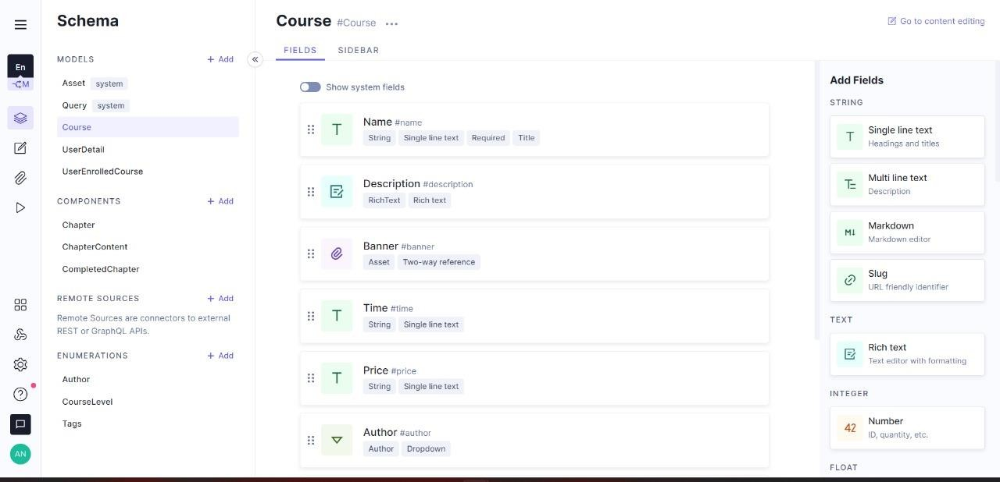 En
M
AN
Schema
MODELS
+ Add
Asset system
Query system
Course
UserDetail
UserEnrolledCourse
COMPONENTS
+ Add
Chapter
ChapterContent
CompletedChapter
REMOTE SOURCES
+ Add
Remote Sources are connectors to external
REST or GraphQL APIs.
ENUMERATIONS
+ Add
Author
CourseLevel
Tags
Course #Course
Go to content editing
FIELDS SIDEBAR
Show system fields
T
Name #name
String Single line text Required Title
Description #description
RichText Rich text
Banner #banner
Asset Two-way reference
T
Time #time
String Single line text
T
Price #price
String Single line text
Author #author
Author Dropdown
Add Fields
STRING
T
Single line text
Headings and titles
T
Multi line text
Description
M↓
Markdown
Markdown editor
Slug
URL friendly identifier
TEXT
Rich text
Text editor with formatting
INTEGER
42
Number
ID, quantity, etc.
FLOAT